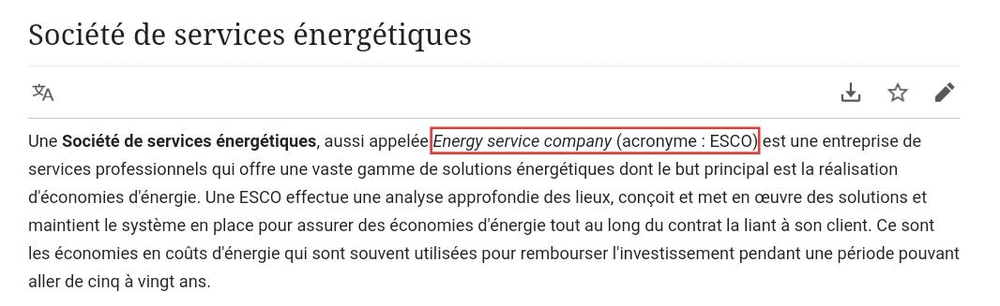 Société de services énergétiques
文A
Une Société de services énergétiques, aussi appelée Energy service company (acronyme : ESCO) est une entreprise de
services professionnels qui offre une vaste gamme de solutions énergétiques dont le but principal est la réalisation
d'économies d'énergie. Une ESCO effectue une analyse approfondie des lieux, conçoit et met en œuvre des solutions et
maintient le système en place pour assurer des économies d'énergie tout au long du contrat la liant à son client. Ce sont
les économies en coûts d'énergie qui sont souvent utilisées pour rembourser l'investissement pendant une période pouvant
aller de cinq à vingt ans.